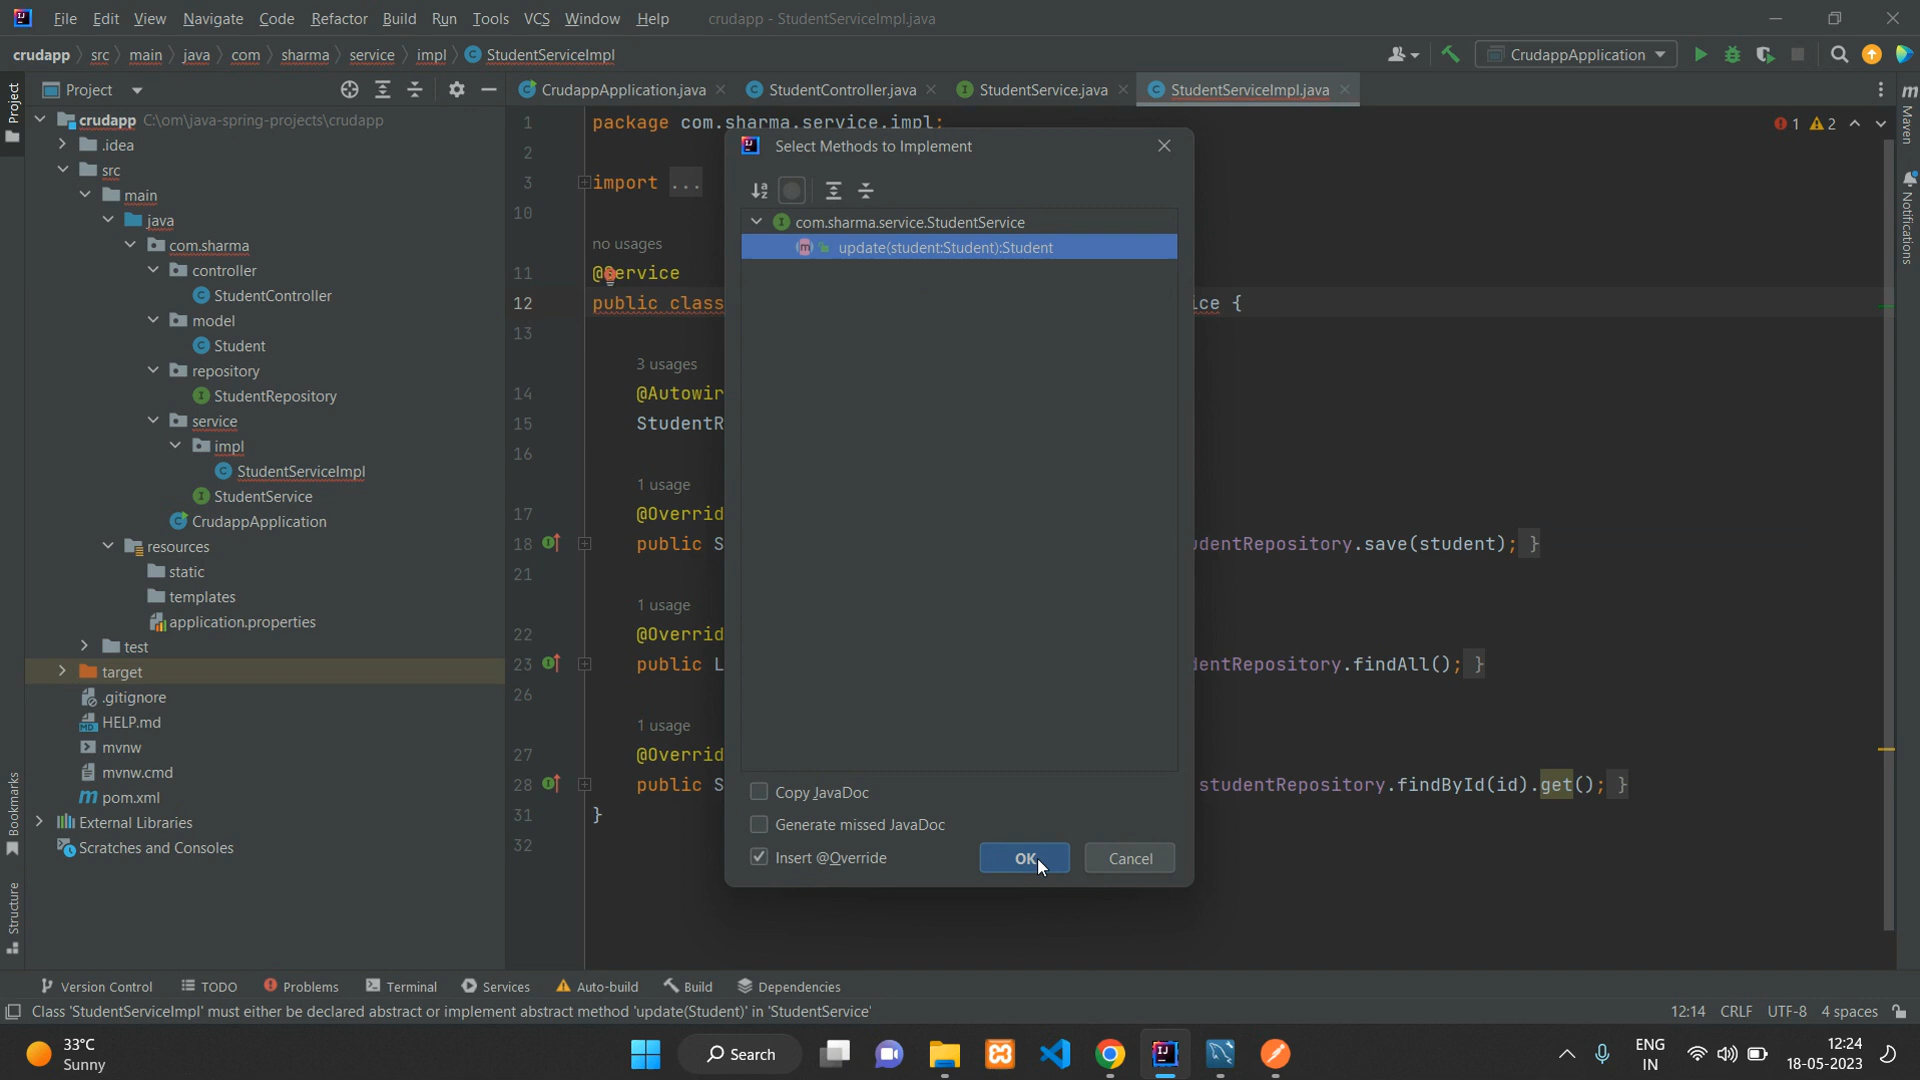 File Edit View Navigate Code Refactor Build Run Tools VCS Window Help crudapp - StudentServiceImpl.java
crudapp src main java com sharma service impl StudentServiceImpl CrudappApplication
Project
CrudappApplication.java StudentController.java StudentService.java StudentServiceImpl.java
Project
Bookmarks
Structure
crudapp C:\om\java-spring-projects\crudapp
.idea
src
main
java
com.sharma
controller
StudentController
model
Student
repository
StudentRepository
service
impl
StudentServiceImpl
StudentService
CrudappApplication
resources
static
templates
application.properties
test
target
.gitignore
HELP.md
mvnw
mvnw.cmd
pom.xml
External Libraries
Scratches and Consoles
1 package com.sharma.service.impl;
2
3 import ...
10
no usages
11 @Service
12 public class ice {
13
3 usages
14 @Autowir
15 StudentR
16
1 usage
17 @Overrid
18 public S dentRepository.save(student); }
21
1 usage
22 @Overrid
23 public L entRepository.findAll(); }
26
1 usage
27 @Overrid
28 public S studentRepository.findById(id).get(); }
31 }
32
1 2
Maven
Notifications
Select Methods to Implement
com.sharma.service.StudentService
update(student:Student):Student
Copy JavaDoc
Generate missed JavaDoc
Insert @Override
OK Cancel
Version Control TODO Problems Terminal Services Auto-build Build Dependencies
Class 'StudentServiceImpl' must either be declared abstract or implement abstract method 'update(Student)' in 'StudentService' 12:14 CRLF UTF-8 4 spaces
33°C
Sunny
Search
ENG
IN
12:24
18-05-2023